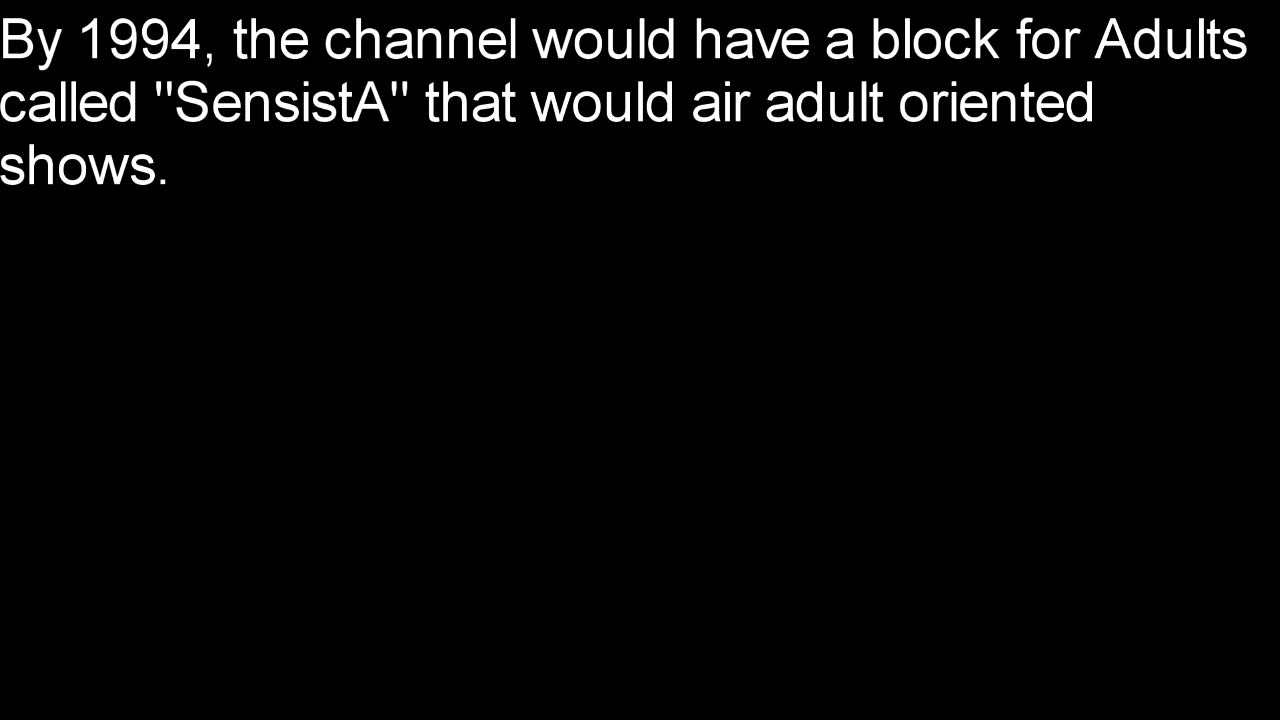 By 1994, the channel would have a block for Adults
called "SensistA" that would air adult oriented
shows.